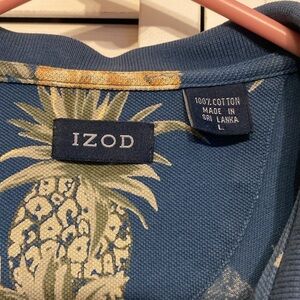 IZOD
100% COTTON
MADE IN
SRI LANKA
L